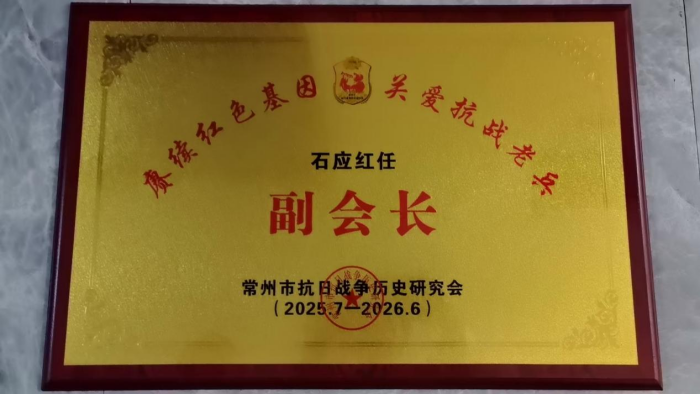 赓续红色基因 关爱抗战老兵
石应红任
副会长
常州市抗日战争历史研究会
(2025.7—2026.6)